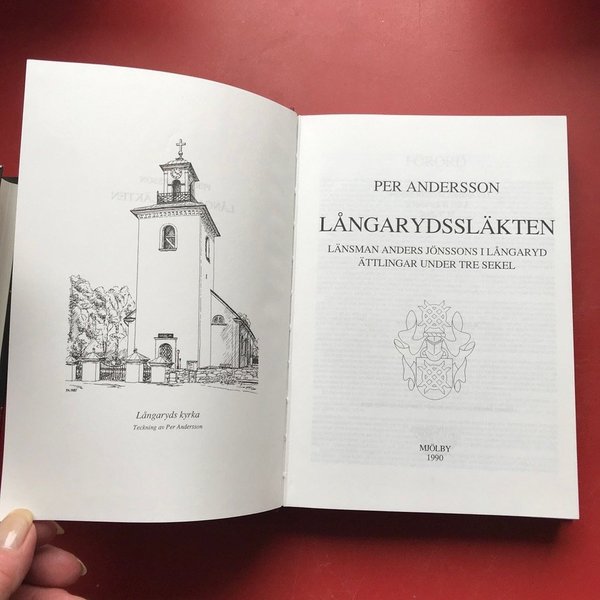 Långaryds kyrka
Teckning av Per Andersson
PER ANDERSSON
LÅNGARYDSSLÄKTEN
LÄNSMAN ANDERS JÖNSSONS I LÅNGARYD
ÄTTLINGAR UNDER TRE SEKEL
MJÖLBY
1990